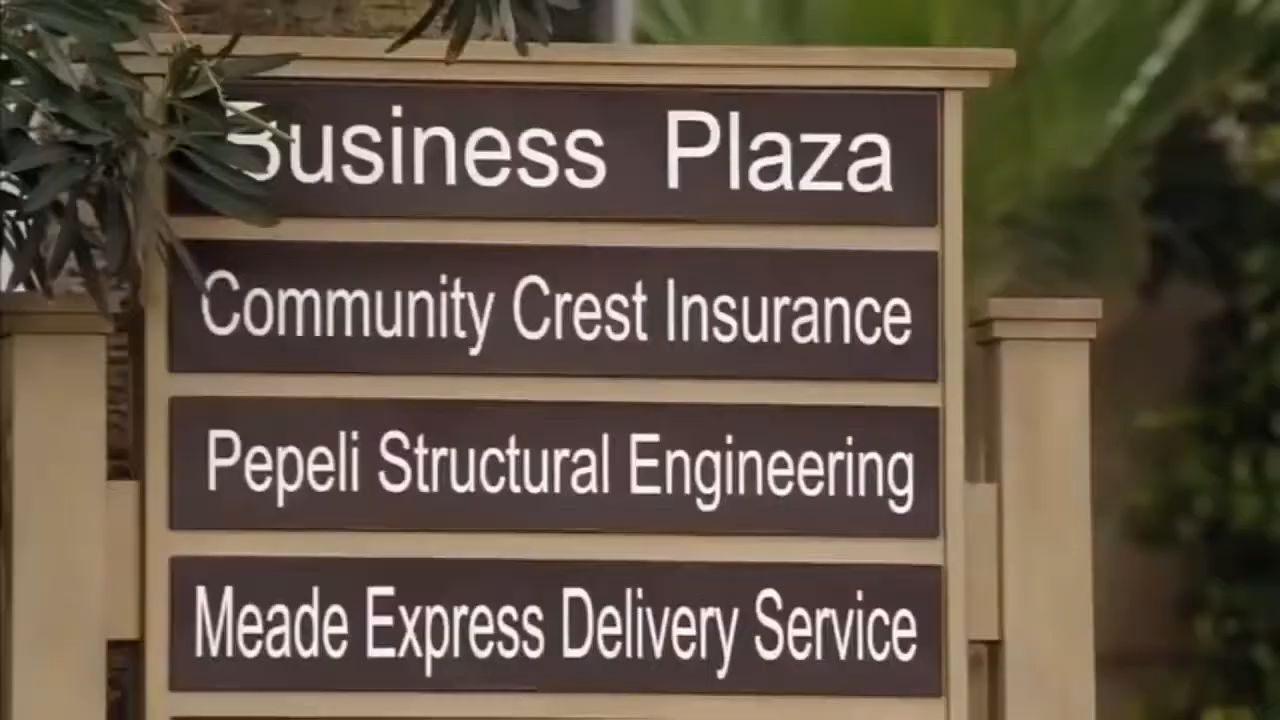 Business Plaza
Community Crest Insurance
Pepeli Structural Engineering
Meade Express Delivery Service